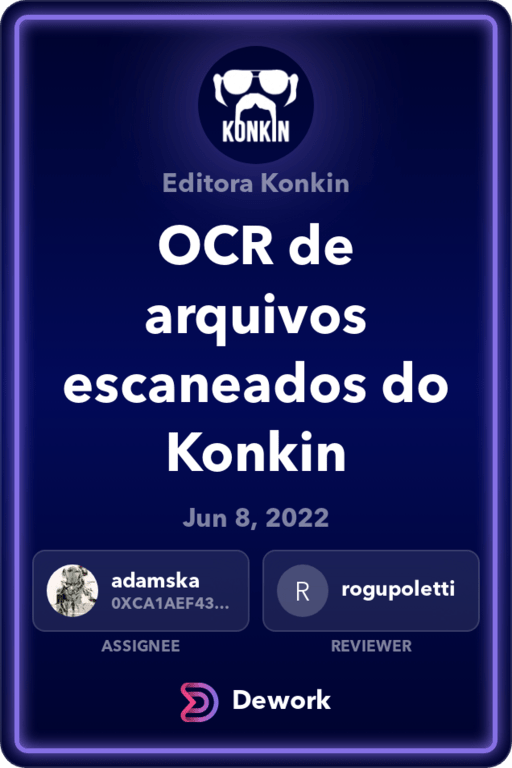 KONKIN
Editora Konkin
OCR de
arquivos
escaneados do
Konkin
Jun 8, 2022
adamska
0XCA1AEF43...
ASSIGNEE
R
rogupoletti
REVIEWER
Dework